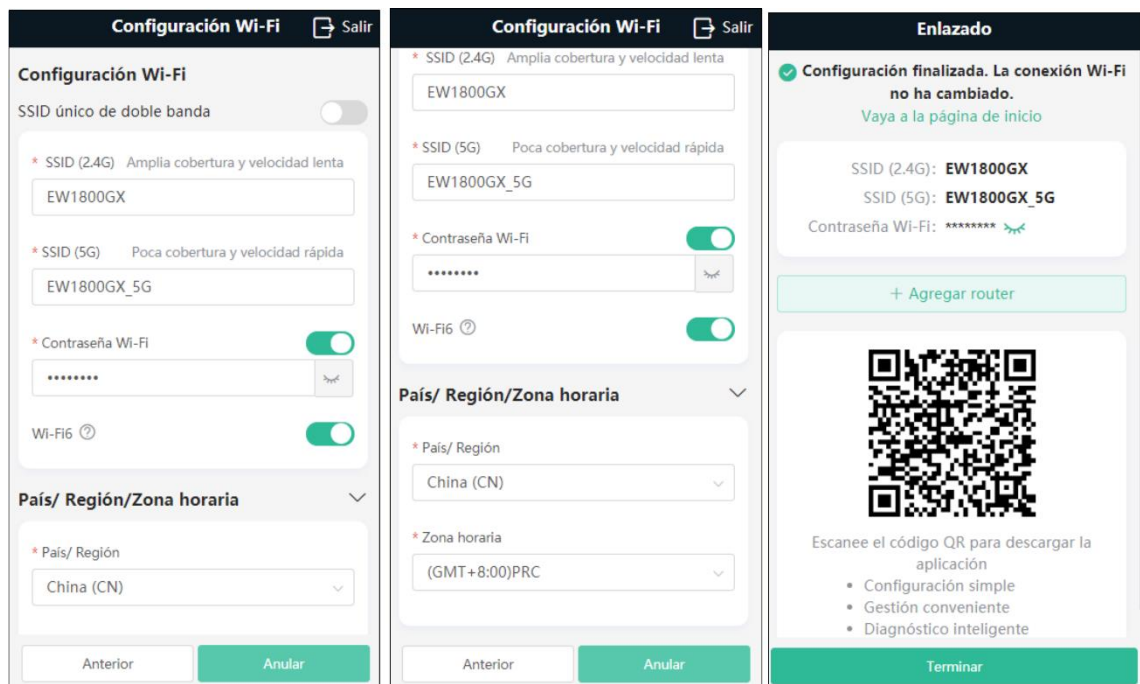 Configuración Wi-Fi
Salir
Configuración Wi-Fi
SSID único de doble banda
* SSID (2.4G) Amplia cobertura y velocidad lenta
EW1800GX
* SSID (5G) Poca cobertura y velocidad rápida
EW1800GX_5G
* Contraseña Wi-Fi
••••••••
Wi-Fi6 ?
País/ Región/Zona horaria
* País/ Región
China (CN)
Anterior
Anular
Configuración Wi-Fi
Salir
* SSID (2.4G) Amplia cobertura y velocidad lenta
EW1800GX
* SSID (5G) Poca cobertura y velocidad rápida
EW1800GX_5G
* Contraseña Wi-Fi
••••••••
Wi-Fi6 ?
País/ Región/Zona horaria
* País/ Región
China (CN)
* Zona horaria
(GMT+8:00)PRC
Anterior
Anular
Enlazado
Configuración finalizada. La conexión Wi-Fi
no ha cambiado.
Vaya a la página de inicio
SSID (2.4G): EW1800GX
SSID (5G): EW1800GX_5G
Contraseña Wi-Fi: ********
+ Agregar router
Escanee el código QR para descargar la
aplicación
• Configuración simple
• Gestión conveniente
• Diagnóstico inteligente
Terminar